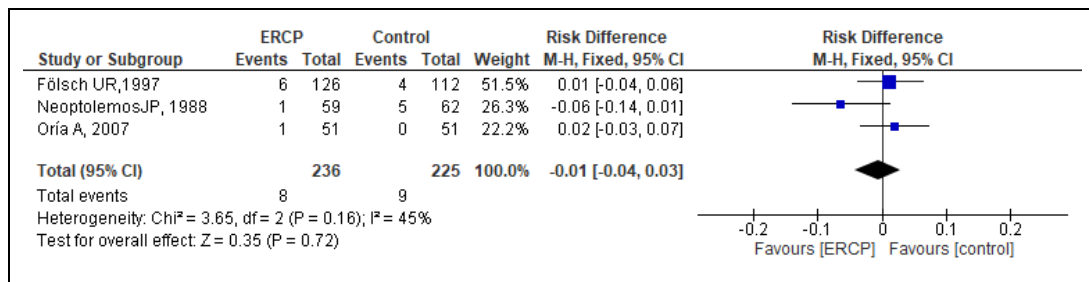 ERCP Control Risk Difference Risk Difference
Study or Subgroup Events Total Events Total Weight M-H, Fixed, 95% CI M-H, Fixed, 95% CI
Fölsch UR,1997 6 126 4 112 51.5% 0.01 [-0.04, 0.06]
NeoptolemosJP, 1988 1 59 5 62 26.3% -0.06 [-0.14, 0.01]
Oría A, 2007 1 51 0 51 22.2% 0.02 [-0.03, 0.07]
Total (95% CI) 236 225 100.0% -0.01 [-0.04, 0.03]
Total events 8 9
Heterogeneity: Chi² = 3.65, df = 2 (P = 0.16); I² = 45%
Test for overall effect: Z = 0.35 (P = 0.72)
-0.2 -0.1 0 0.1 0.2
Favours [ERCP] Favours [control]